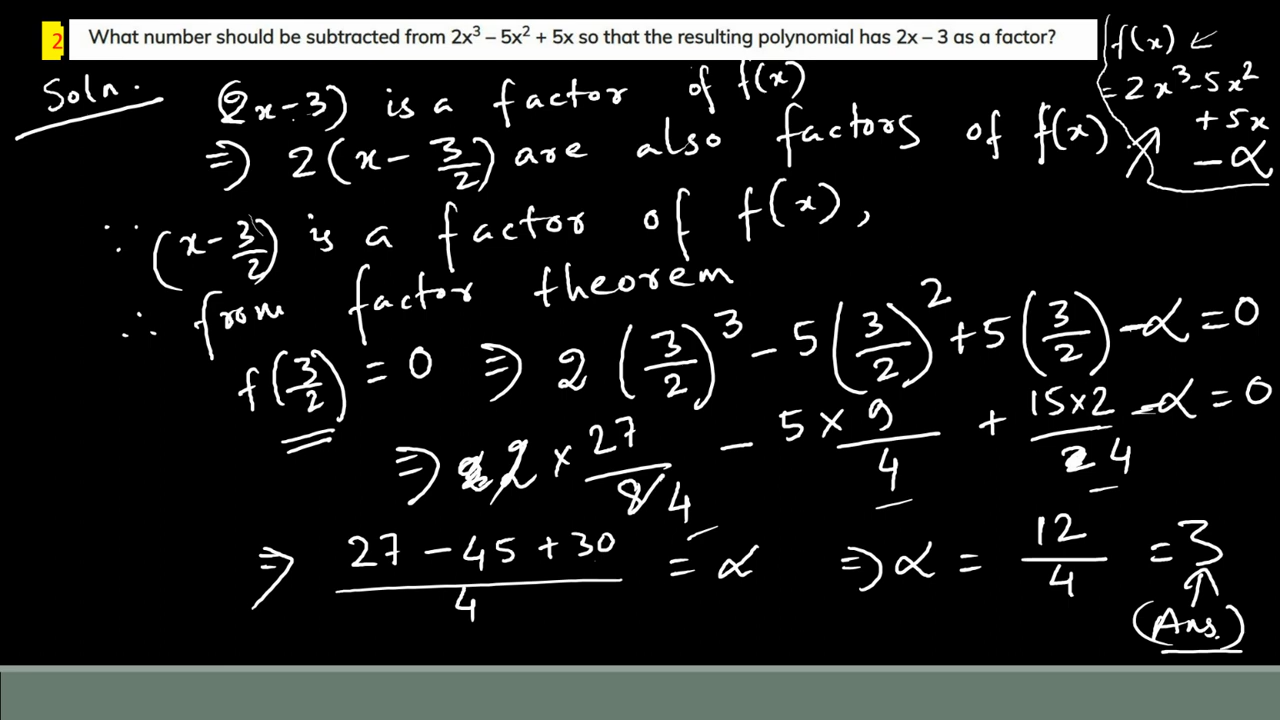 2 What number should be subtracted from 2x³ – 5x² + 5x so that the resulting polynomial has 2x – 3 as a factor?
f(x) ←
= 2x³ - 5x²
+ 5x
- α
Soln.
(2x - 3) is a factor of f(x)
⇒ 2(x - 3/2) are also factors of f(x).
∵ (x - 3/2) is a factor of f(x),
∴ from factor theorem
f(3/2) = 0 ⇒ 2(3/2)³ - 5(3/2)² + 5(3/2) - α = 0
⇒ 2 × 27/8 4 - 5 × 9/4 + 15×2/2 4 - α = 0
⇒ 27 - 45 + 30/4 = α ⇒ α = 12/4 = 3
(Ans.)